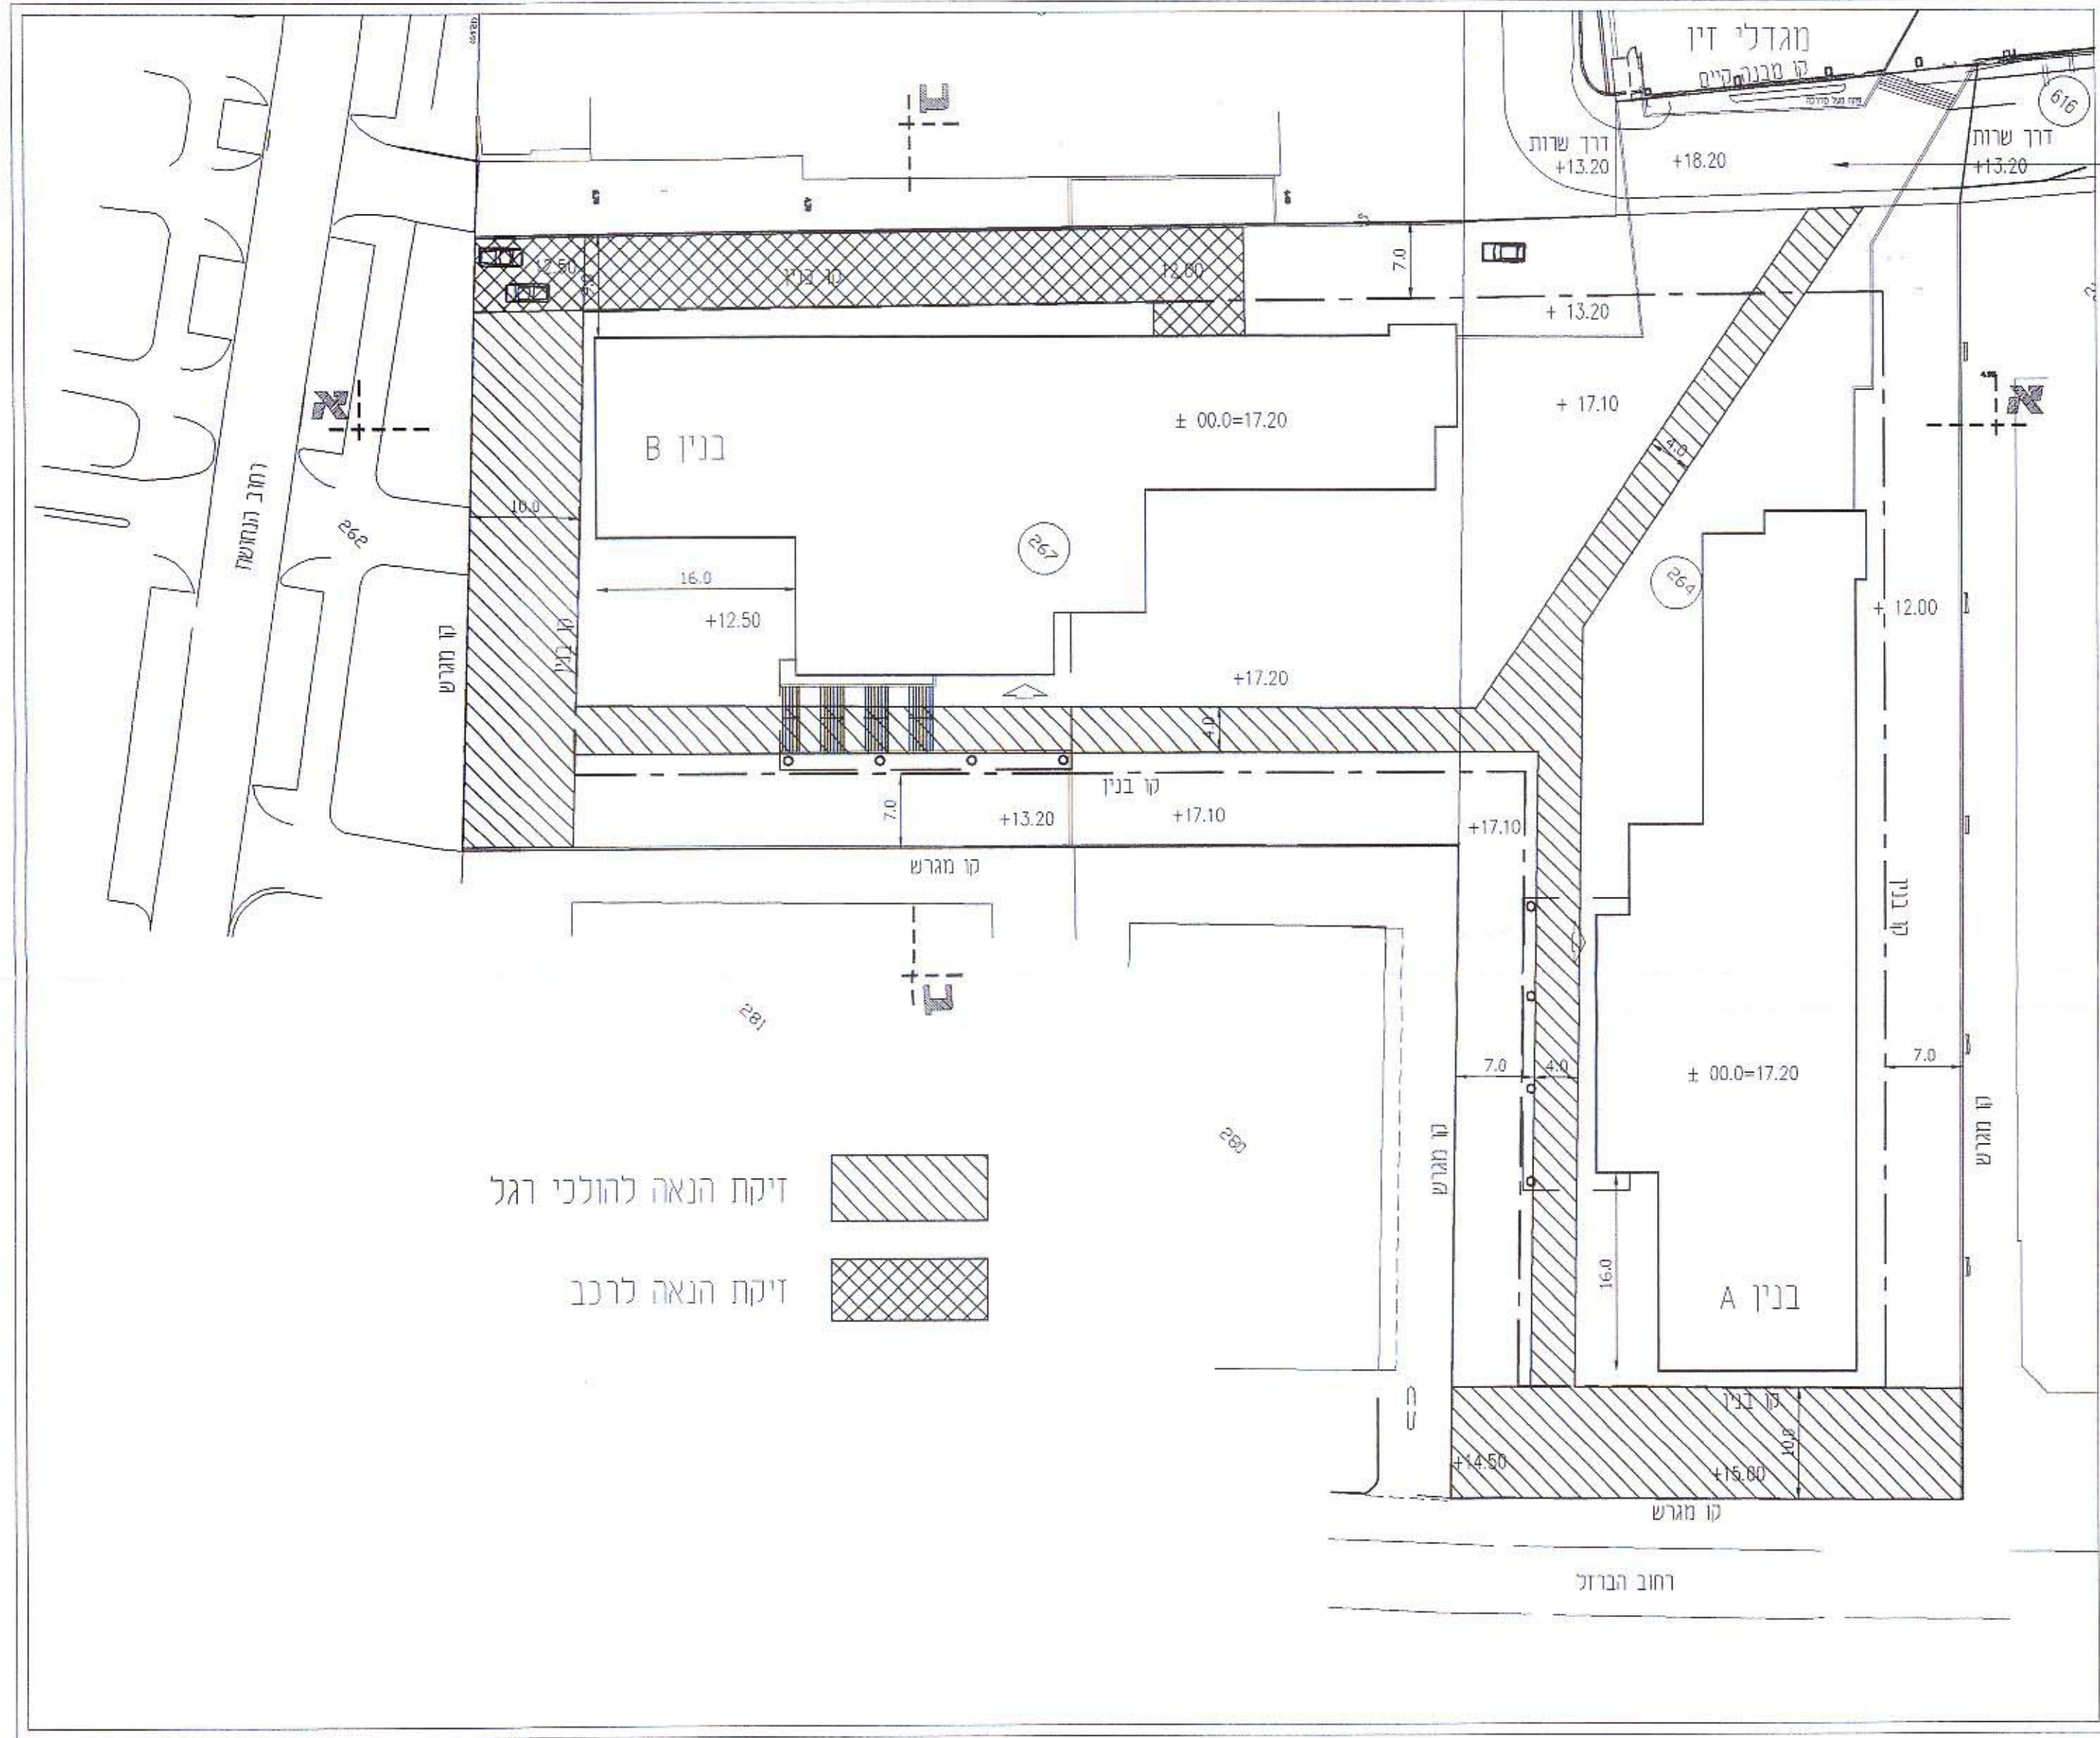 מגדלי זיו
קו מבנה קיים
616
דרך שרות
+13.20
+18.20
דרך שרות
+13.20
ב
12.50
קו בנין
12.60
7.0
+ 13.20
א
א
+ 17.10
± 00.0=17.20
בנין B
4.0
רחוב הנחושת
262
10.0
267
264
16.0
+12.50
+ 12.00
קו מגרש
קו בנין
+17.20
4.0
קו בנין
7.0
+13.20
+17.10
+17.10
קו מגרש
קו בנין
ב
281
7.0
4.0
± 00.0=17.20
7.0
280
קו מגרש
קו מגרש
זיקת הנאה להולכי רגל
זיקת הנאה לרכב
16.0
בנין A
קו בנין
10.0
+14.50
+15.00
קו מגרש
רחוב הברזל